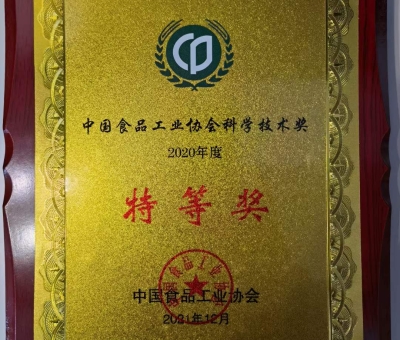 中国食品工业协会科学技术奖
2020年度
特等奖
中国食品工业协会
2021年12月